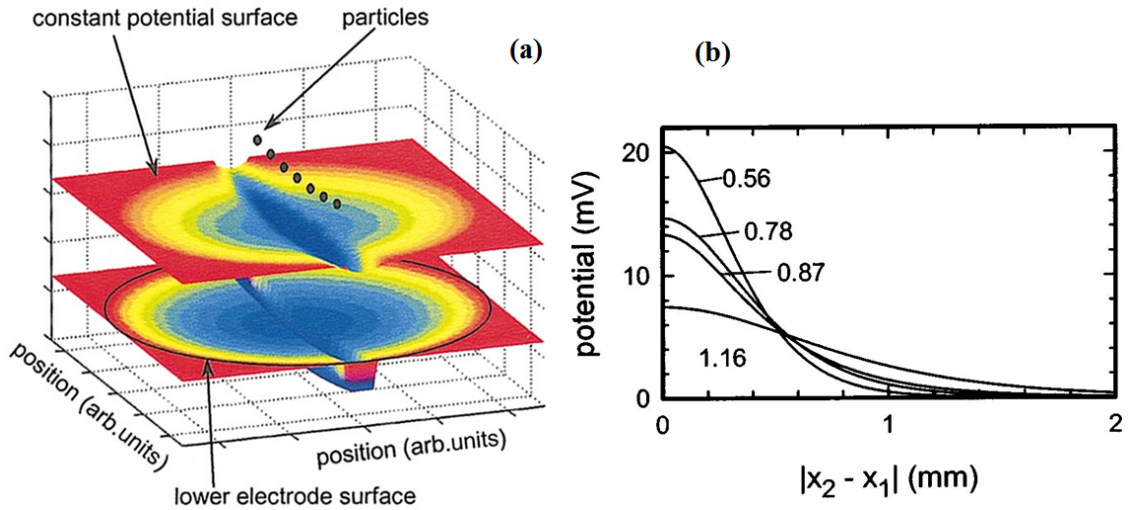 constant potential surface
particles
(a)
position (arb.units)
position (arb.units)
lower electrode surface
(b)
potential (mV)
20
10
0
0.56
0.78
0.87
1.16
0
1
2
|x₂ - x₁| (mm)